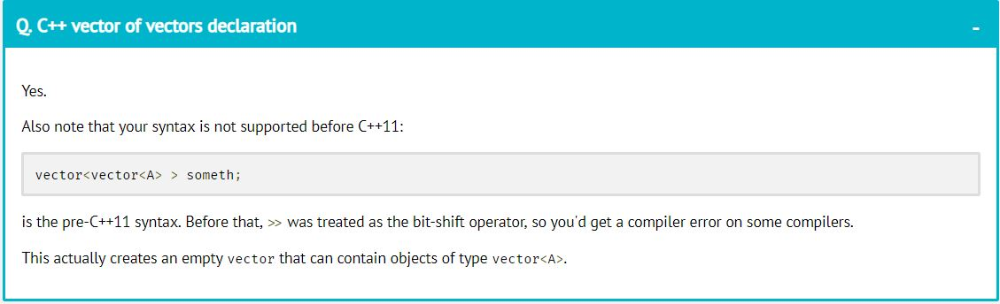 Q. C++ vector of vectors declaration -
Yes.
Also note that your syntax is not supported before C++11:
vector<vector<A> > someth;
is the pre-C++11 syntax. Before that, >> was treated as the bit-shift operator, so you'd get a compiler error on some compilers.
This actually creates an empty vector that can contain objects of type vector<A>.